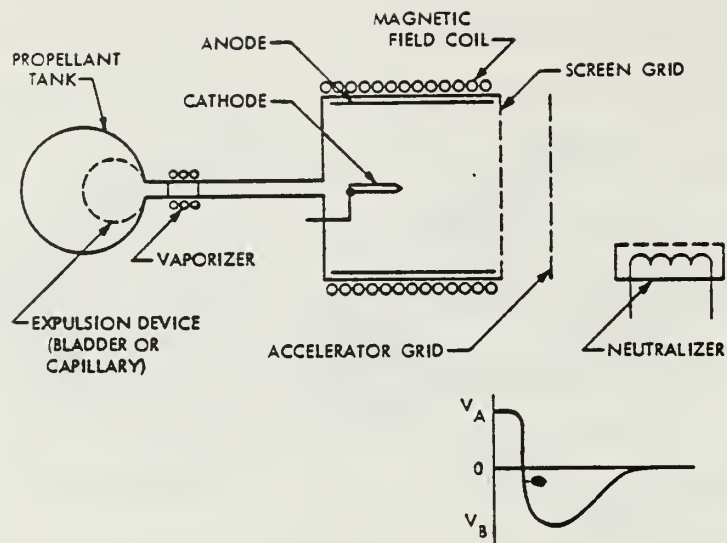 MAGNETIC
FIELD COIL
ANODE
SCREEN GRID
PROPELLANT
TANK
CATHODE
VAPORIZER
EXPULSION DEVICE
(BLADDER OR
CAPILLARY)
ACCELERATOR GRID
NEUTRALIZER
V_A
0
V_B